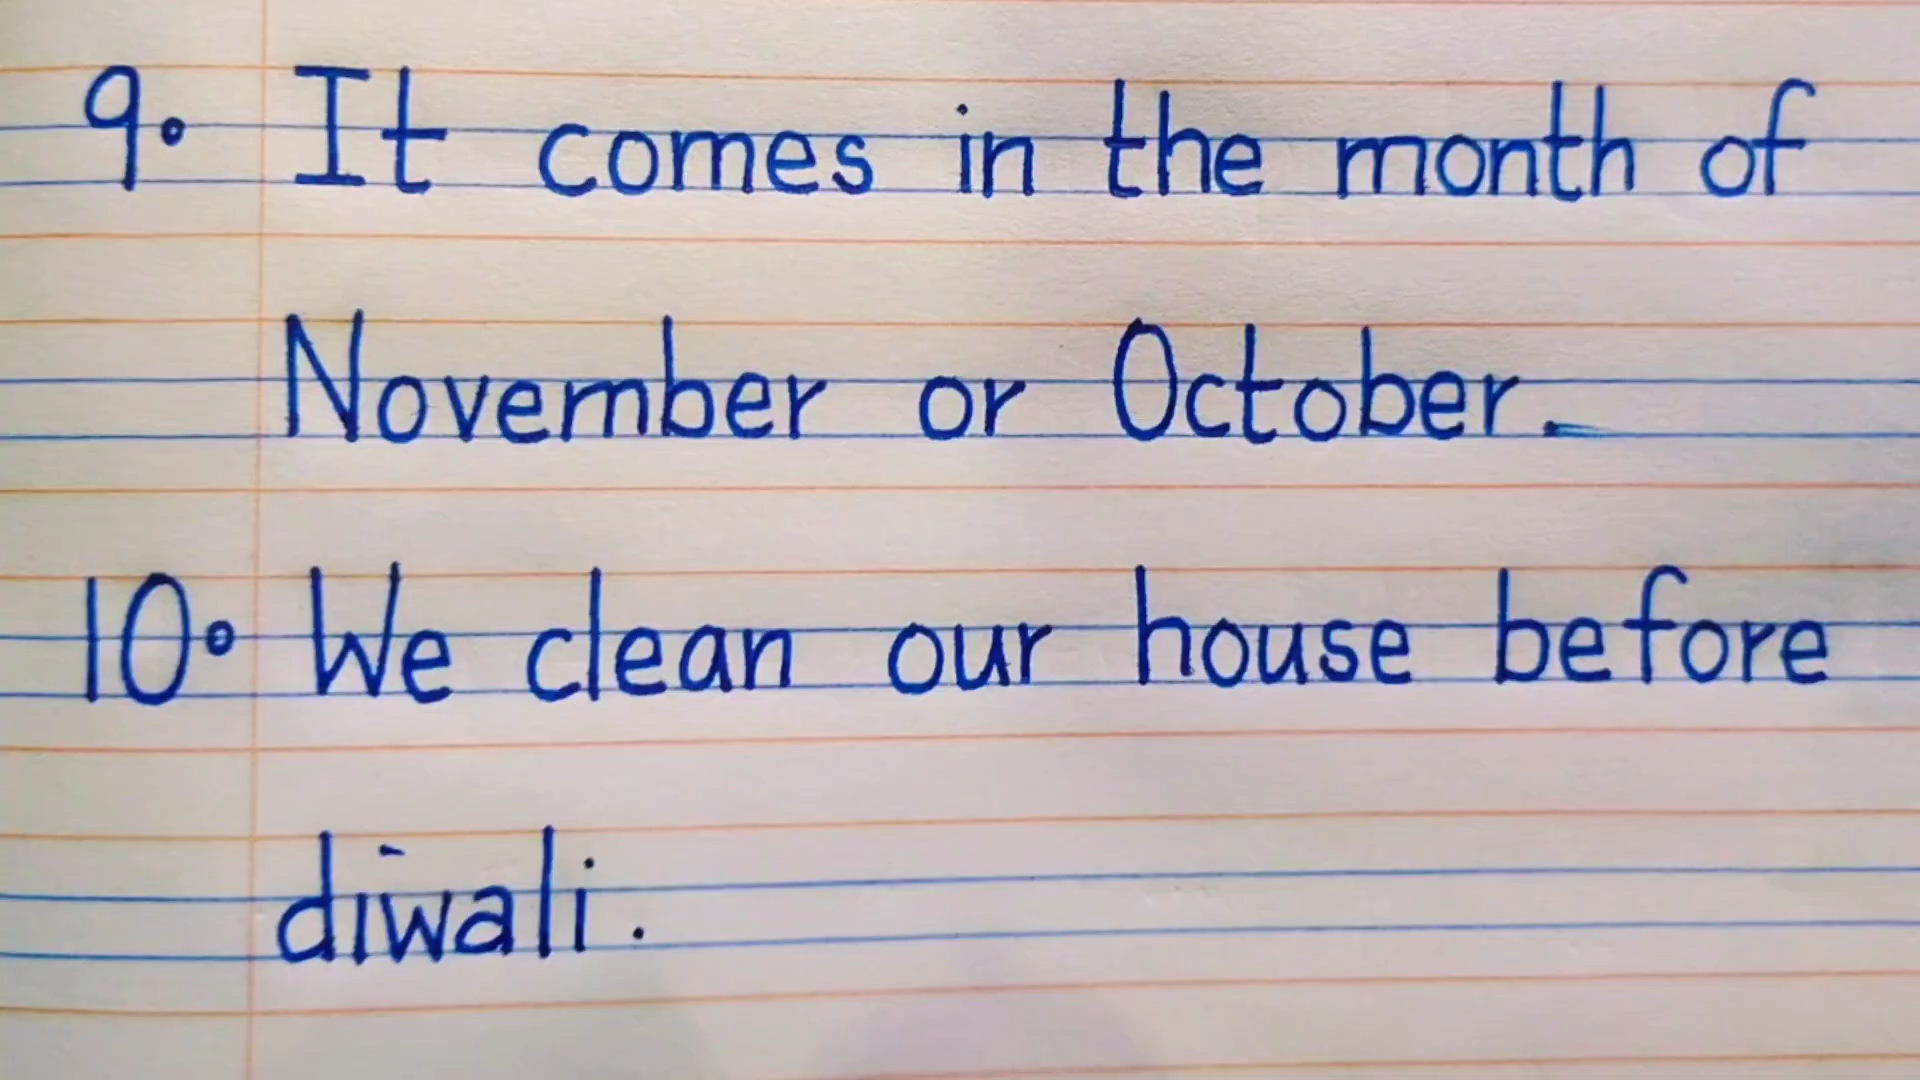 9. It comes in the month of
November or October.
10. We clean our house before
diwali.